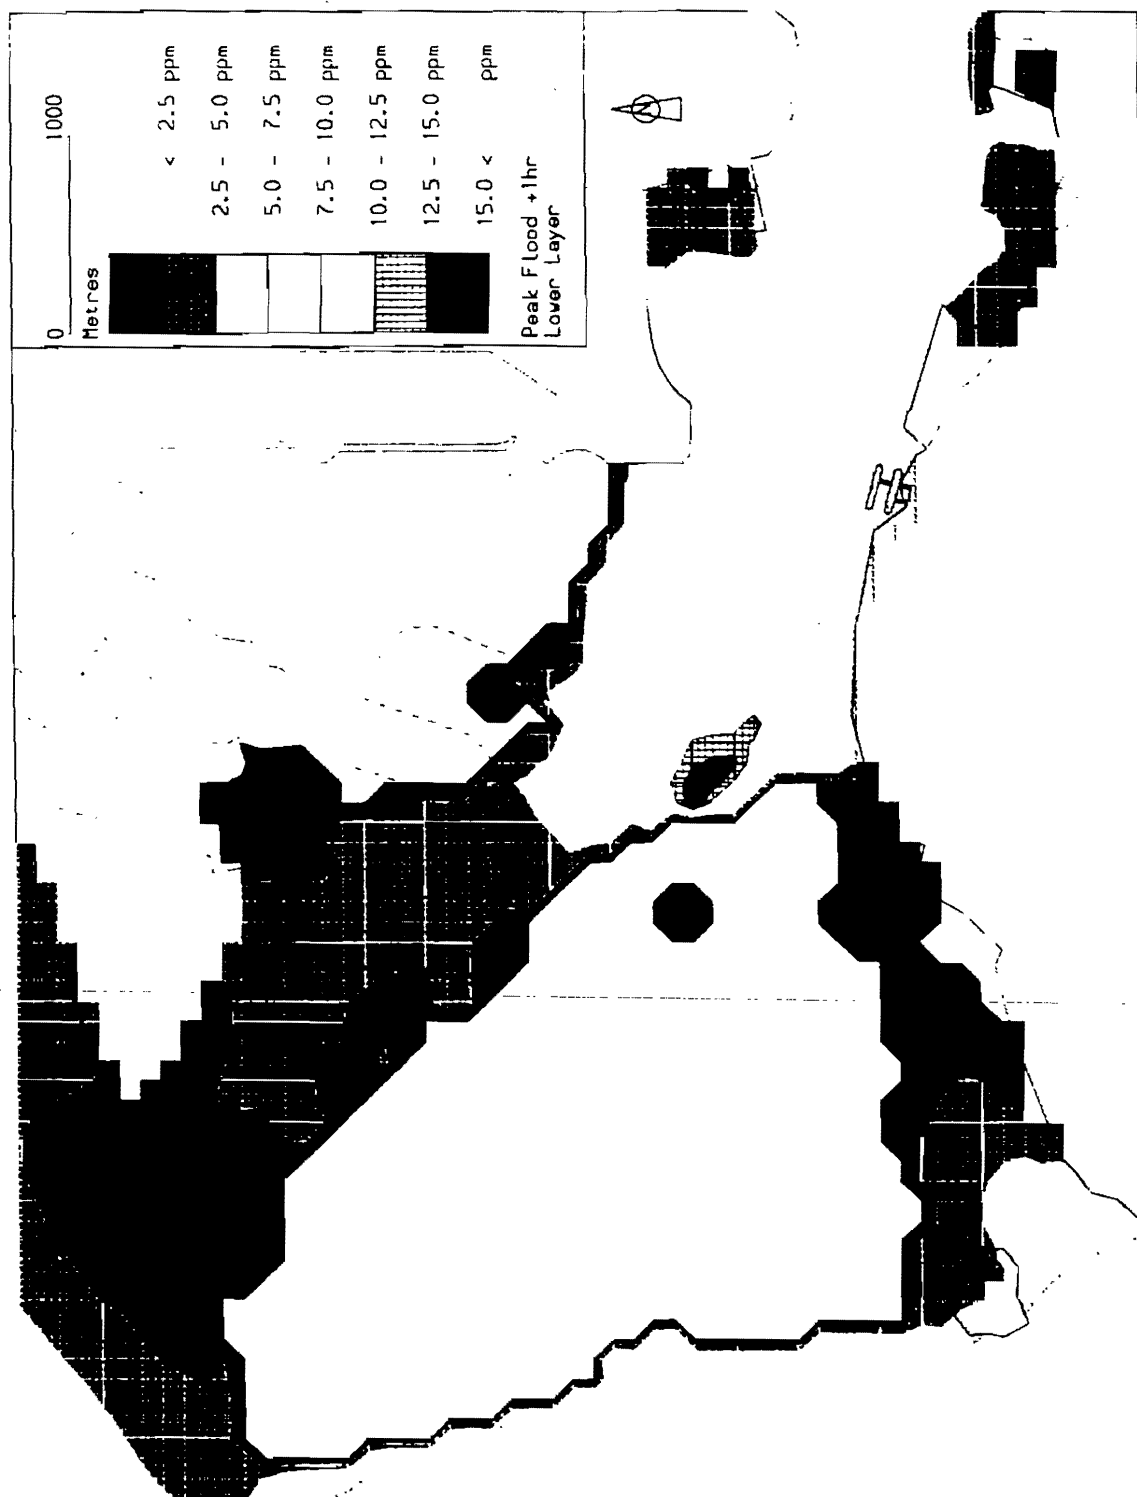 0 1000
Metres
< 2.5 ppm
2.5 - 5.0 ppm
5.0 - 7.5 ppm
7.5 - 10.0 ppm
10.0 - 12.5 ppm
12.5 - 15.0 ppm
15.0 < ppm
Peak Flood +1hr
Lower Layer
N